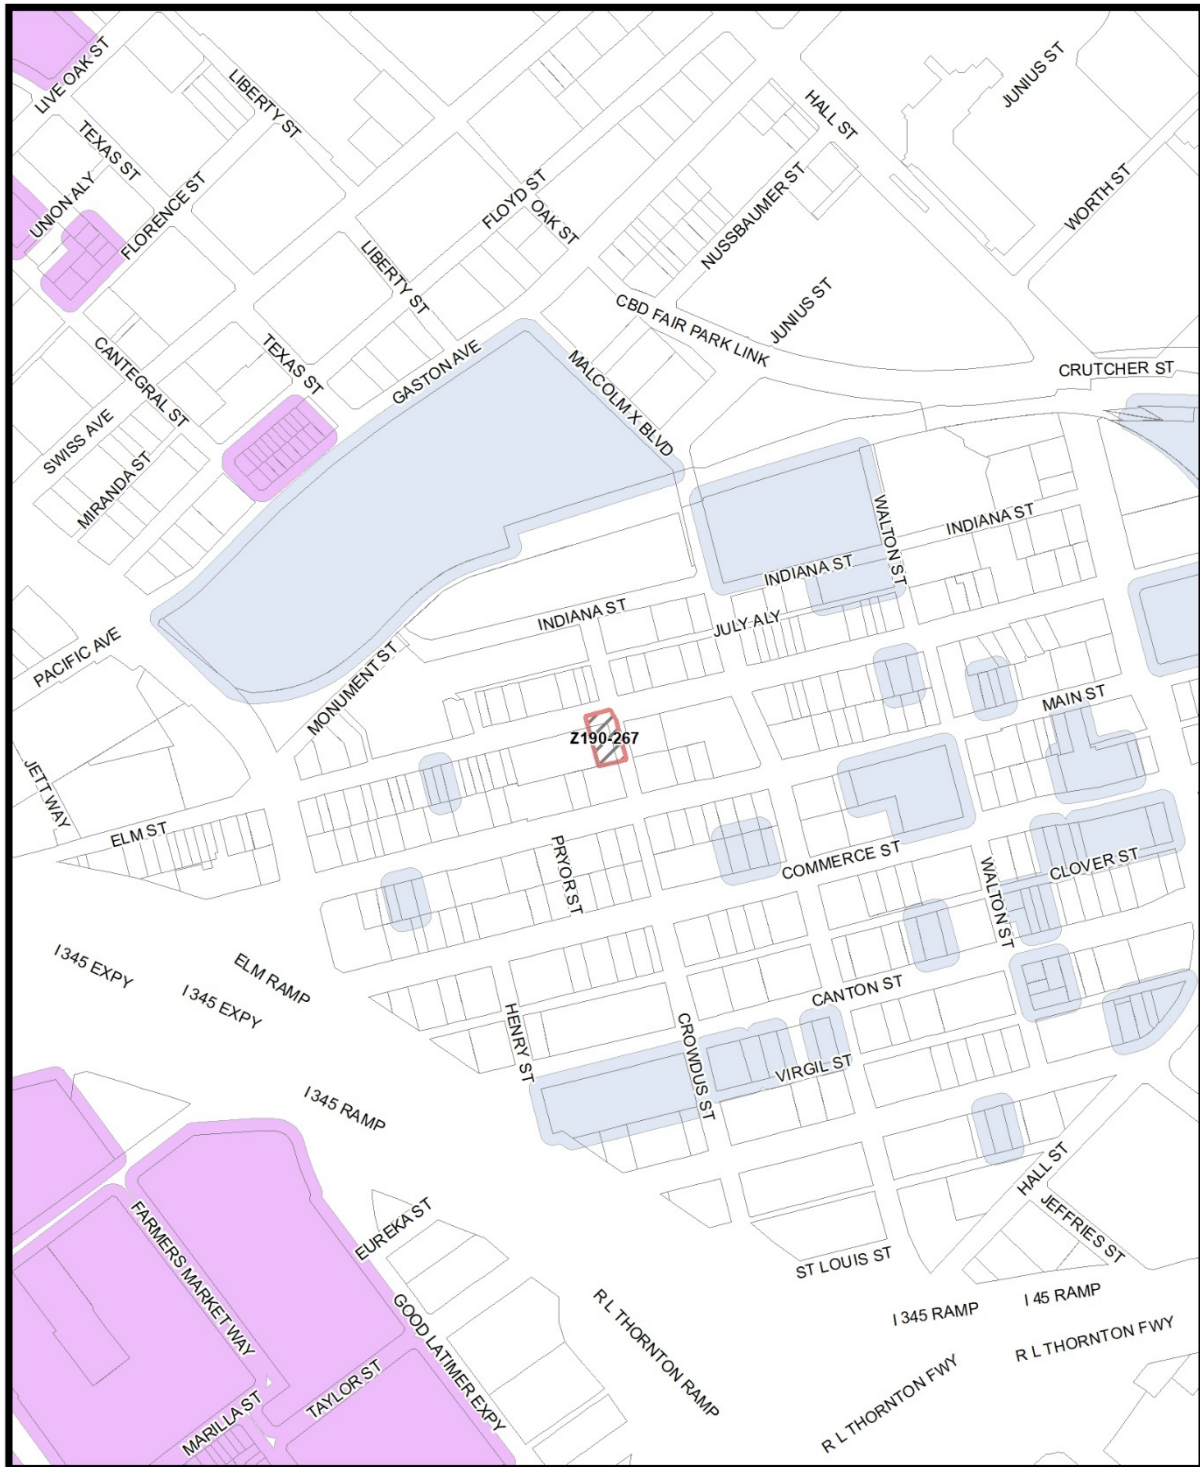 LIVE OAK ST
LIBERTY ST
JUNIUS ST
HALL ST
TEXAS ST
UNION ALY
FLORENCE ST
FLOYD ST
OAK ST
NUSSBAUMER ST
WORTH ST
LIBERTY ST
CBD FAIR PARK LINK
JUNIUS ST
CANTEGRAL ST
TEXAS ST
GASTON AVE
MALCOLM X BLVD
CRUTCHER ST
SWISS AVE
MIRANDA ST
WALTON ST
INDIANA ST
INDIANA ST
INDIANA ST
JULY ALY
PACIFIC AVE
MONUMENT ST
MAIN ST
Z190-267
JETT WAY
ELM ST
PRYOR ST
COMMERCE ST
CLOVER ST
WALTON ST
I 345 EXPY
I 345 EXPY
ELM RAMP
CANTON ST
HENRY ST
CROWDUS ST
VIRGIL ST
I 345 RAMP
HALL ST
JEFFRIES ST
FARMERS MARKET WAY
EUREKA ST
ST LOUIS ST
GOOD LATIMER EXPY
R L THORNTON RAMP
I 345 RAMP
I 45 RAMP
R L THORNTON FWY
R L THORNTON FWY
TAYLOR ST
MARILLA ST